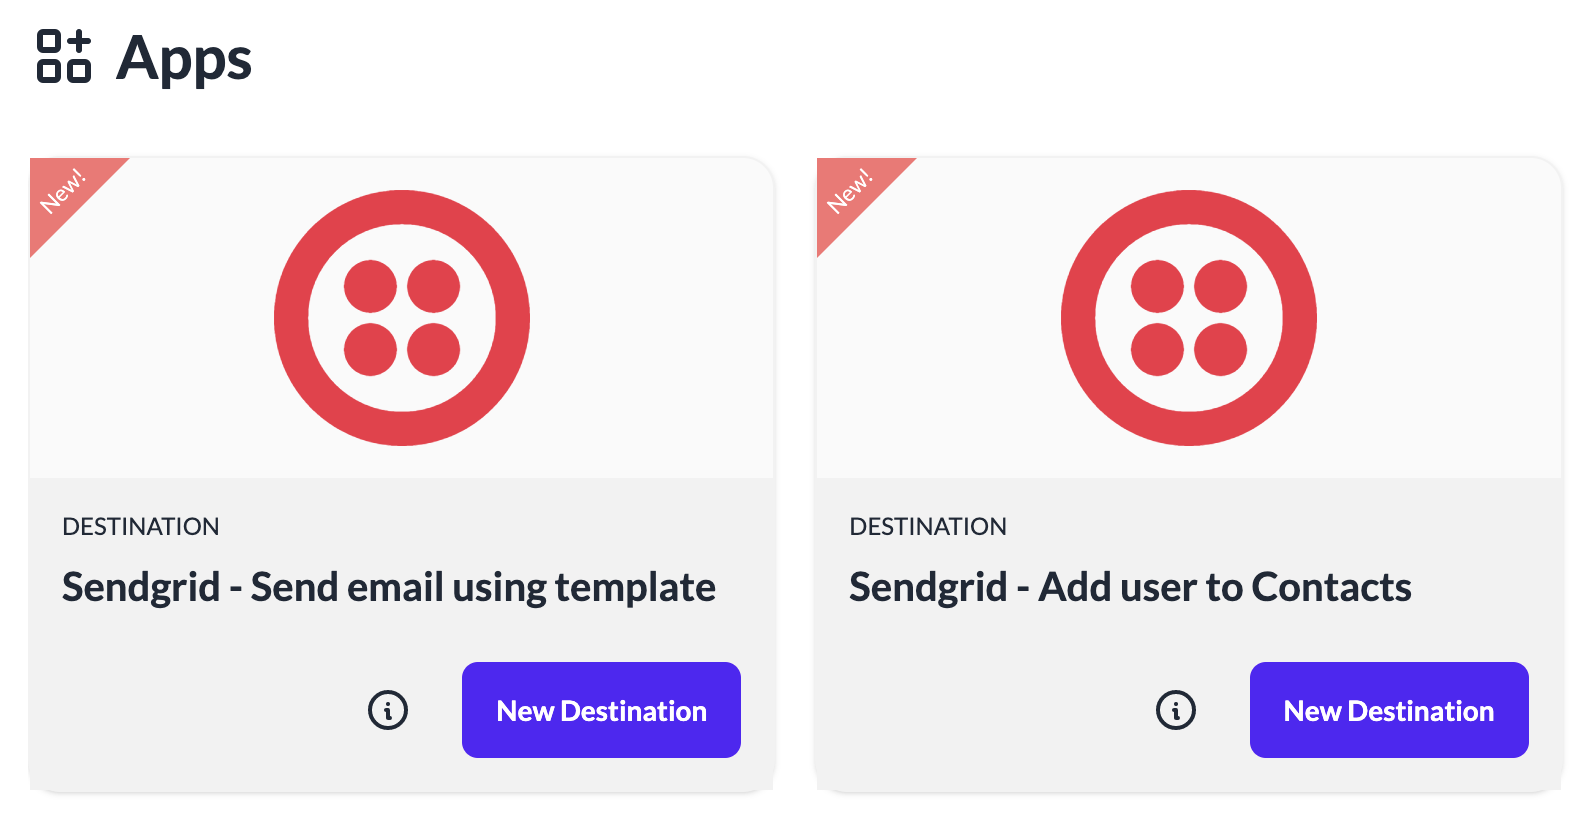 Apps
New!
DESTINATION
Sendgrid - Send email using template
New Destination
New!
DESTINATION
Sendgrid - Add user to Contacts
New Destination